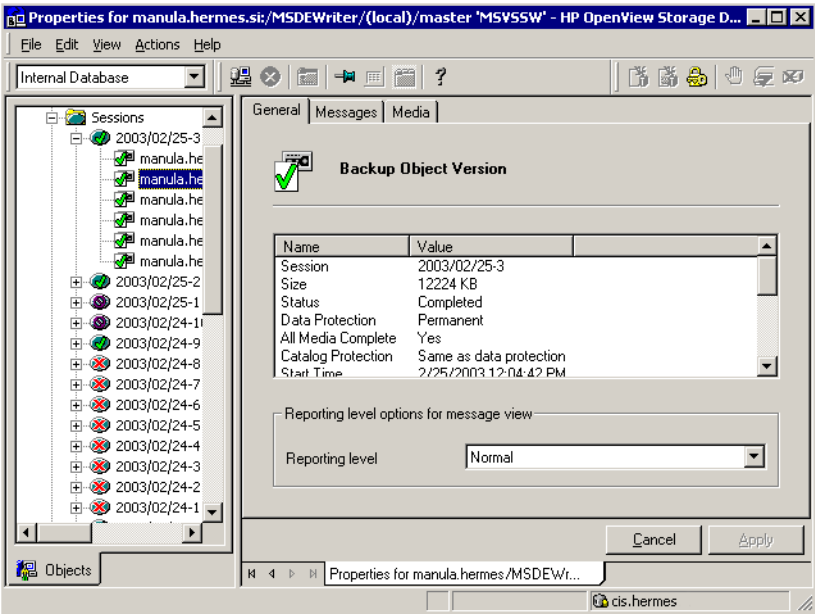 Properties for manula.hermes.si:/MSDEWriter/(local)/master 'MSVSSW' - HP OpenView Storage D...
File Edit View Actions Help
Internal Database
Sessions
2003/02/25-3
manula.he
manula.he
manula.he
manula.he
manula.he
manula.he
2003/02/25-2
2003/02/25-1
2003/02/24-1
2003/02/24-9
2003/02/24-8
2003/02/24-7
2003/02/24-6
2003/02/24-5
2003/02/24-4
2003/02/24-3
2003/02/24-2
2003/02/24-1
Objects
General Messages Media
Backup Object Version
Name Value
Session 2003/02/25-3
Size 12224 KB
Status Completed
Data Protection Permanent
All Media Complete Yes
Catalog Protection Same as data protection
Start Time 2/25/2003 12:04:42 PM
Reporting level options for message view
Reporting level Normal
Cancel Apply
Properties for manula.hermes/MSDEWr...
cis.hermes